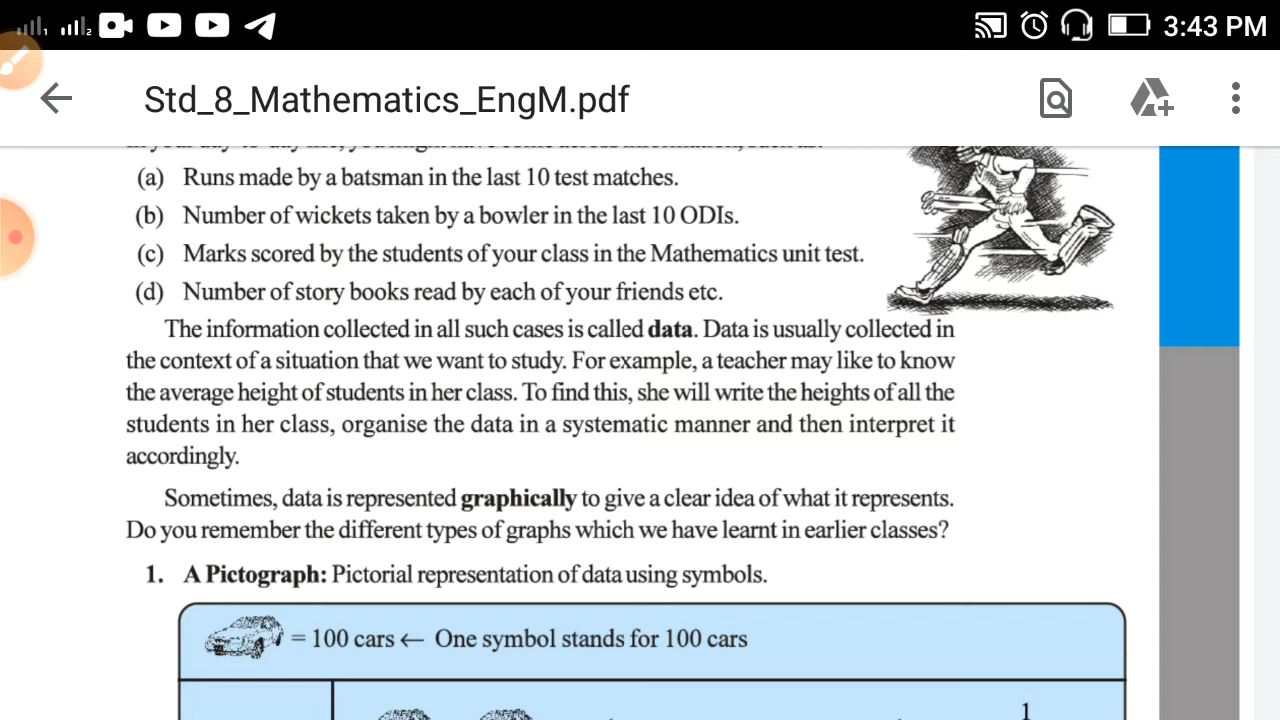 3:43 PM
Std_8_Mathematics_EngM.pdf
(a) Runs made by a batsman in the last 10 test matches.
(b) Number of wickets taken by a bowler in the last 10 ODIs.
(c) Marks scored by the students of your class in the Mathematics unit test.
(d) Number of story books read by each of your friends etc.
The information collected in all such cases is called data. Data is usually collected in
the context of a situation that we want to study. For example, a teacher may like to know
the average height of students in her class. To find this, she will write the heights of all the
students in her class, organise the data in a systematic manner and then interpret it
accordingly.
Sometimes, data is represented graphically to give a clear idea of what it represents.
Do you remember the different types of graphs which we have learnt in earlier classes?
1. A Pictograph: Pictorial representation of data using symbols.
= 100 cars ← One symbol stands for 100 cars
1